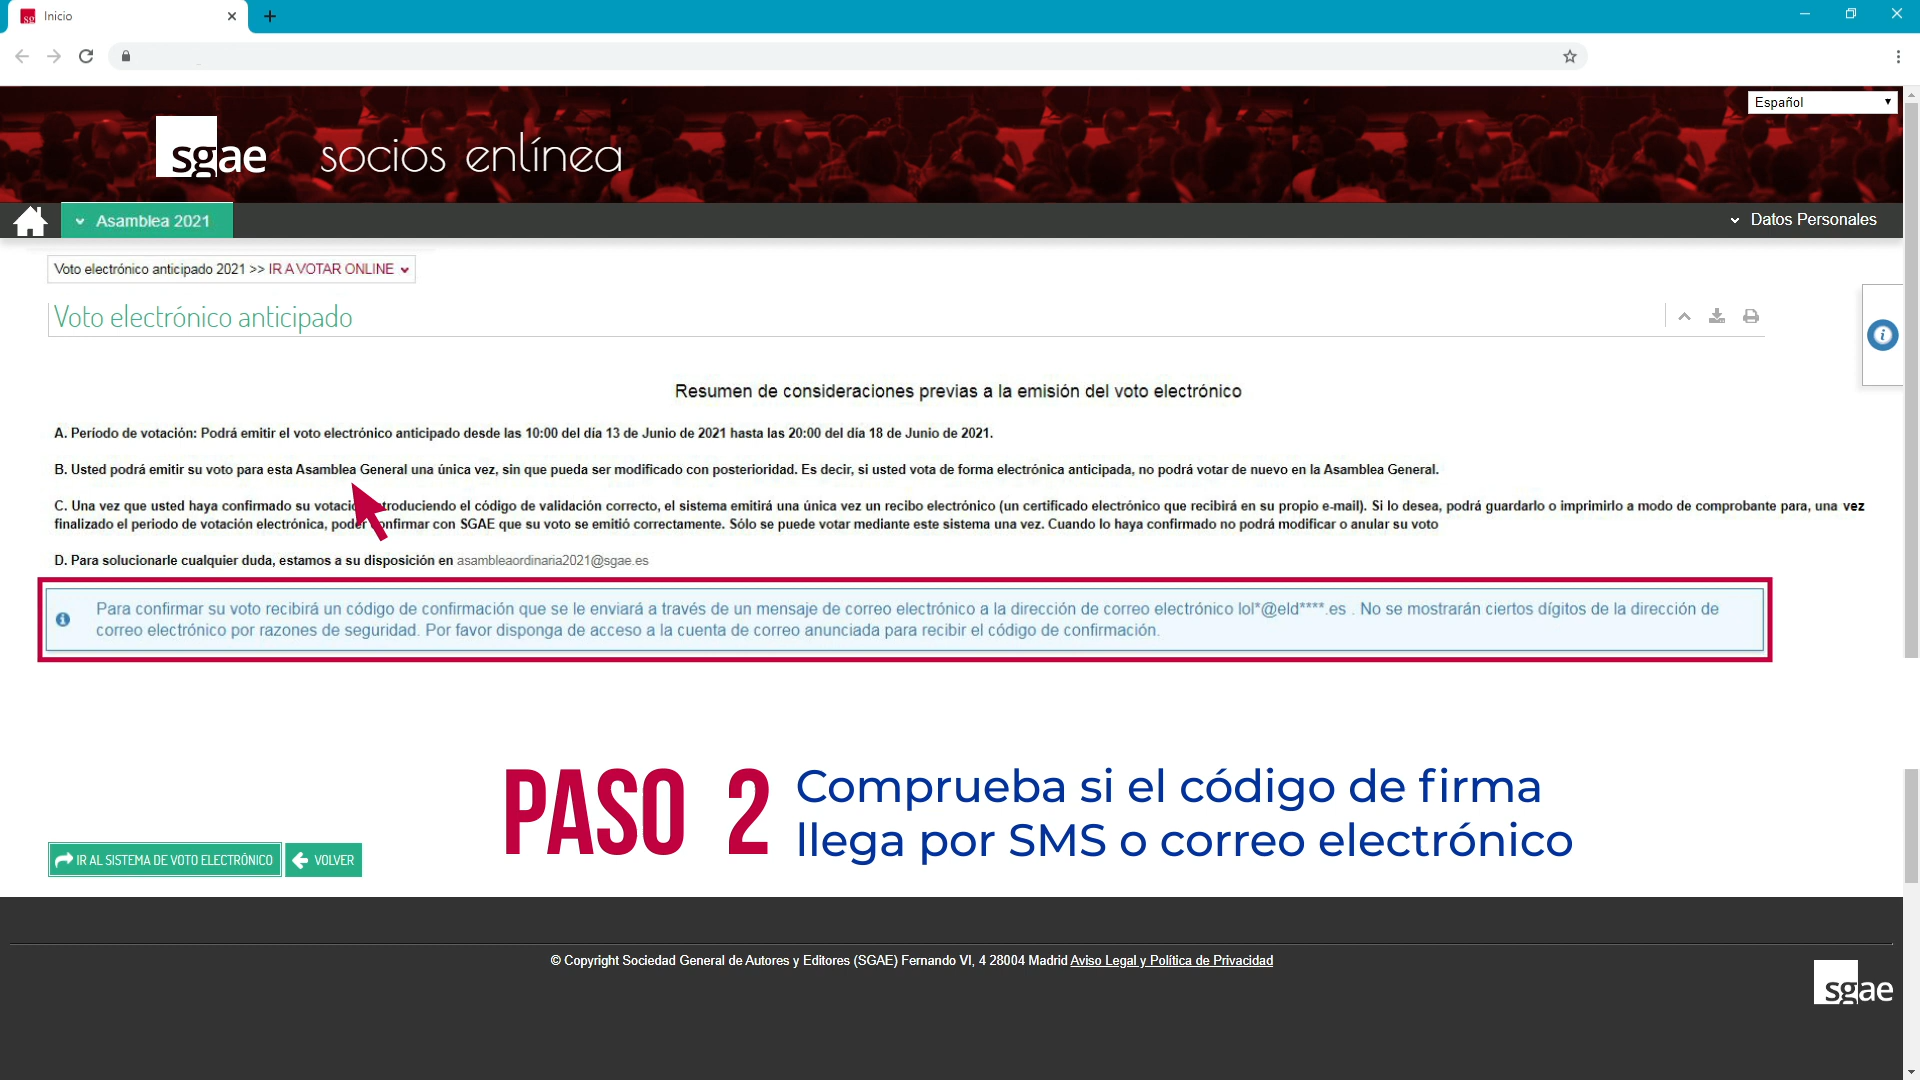 sg Inicio
Español
sgae socios enlínea
Asamblea 2021
Datos Personales
Voto electrónico anticipado 2021 >> IR A VOTAR ONLINE
Voto electrónico anticipado
Resumen de consideraciones previas a la emisión del voto electrónico
A. Período de votación: Podrá emitir el voto electrónico anticipado desde las 10:00 del día 13 de Junio de 2021 hasta las 20:00 del día 18 de Junio de 2021.
B. Usted podrá emitir su voto para esta Asamblea General una única vez, sin que pueda ser modificado con posterioridad. Es decir, si usted vota de forma electrónica anticipada, no podrá votar de nuevo en la Asamblea General.
C. Una vez que usted haya confirmado su votació troduciendo el código de validación correcto, el sistema emitirá una única vez un recibo electrónico (un certificado electrónico que recibirá en su propio e-mail). Si lo desea, podrá guardarlo o imprimirlo a modo de comprobante para, una vez
finalizado el periodo de votación electrónica, poder onfirmar con SGAE que su voto se emitió correctamente. Sólo se puede votar mediante este sistema una vez. Cuando lo haya confirmado no podrá modificar o anular su voto
D. Para solucionarle cualquier duda, estamos a su disposición en asambleaordinaria2021@sgae.es
Para confirmar su voto recibirá un código de confirmación que se le enviará a través de un mensaje de correo electrónico a la dirección de correo electrónico lol*@eld****.es . No se mostrarán ciertos dígitos de la dirección de
correo electrónico por razones de seguridad. Por favor disponga de acceso a la cuenta de correo anunciada para recibir el código de confirmación.
PASO 2
Comprueba si el código de firma
llega por SMS o correo electrónico
IR AL SISTEMA DE VOTO ELECTRÓNICO
VOLVER
© Copyright Sociedad General de Autores y Editores (SGAE) Fernando VI, 4 28004 Madrid Aviso Legal y Política de Privacidad
sgae